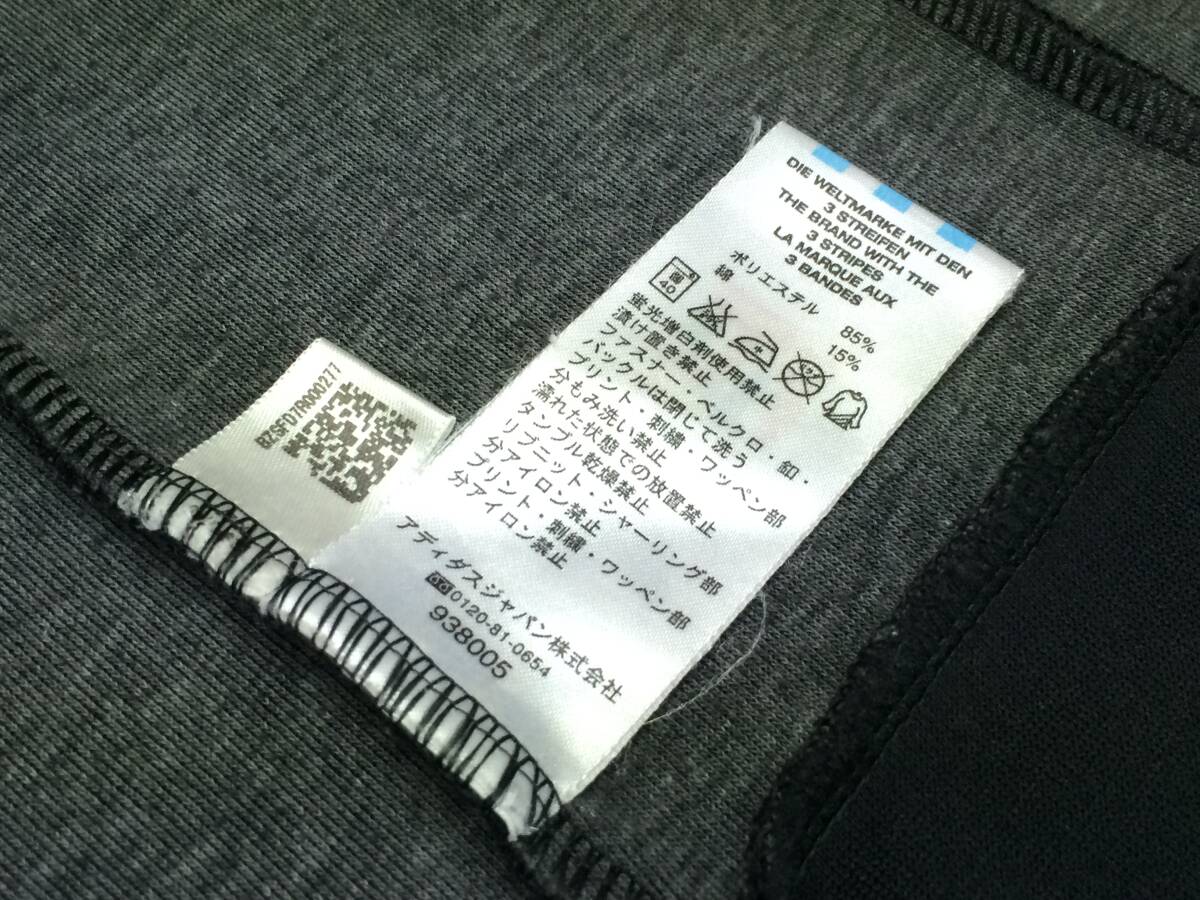 DIE WELTMARKE MIT DEN
3 STREIFEN
THE BRAND WITH THE
3 STRIPES
LA MARQUE AUX
3 BANDES
ポリエステル 85%
綿 15%
40
蛍光増白剤使用禁止
漬け置き禁止
ファスナー・ベルクロ・釦・
バックルは閉じて洗う
プリント・刺繍・ワッペン部
分もみ洗い禁止
濡れた状態での放置禁止
タンブル乾燥禁止
リブニット・シャーリング部
分アイロン禁止
プリント・刺繍・ワッペン部
分アイロン禁止
アディダスジャパン株式会社
0120-81-0654
938005